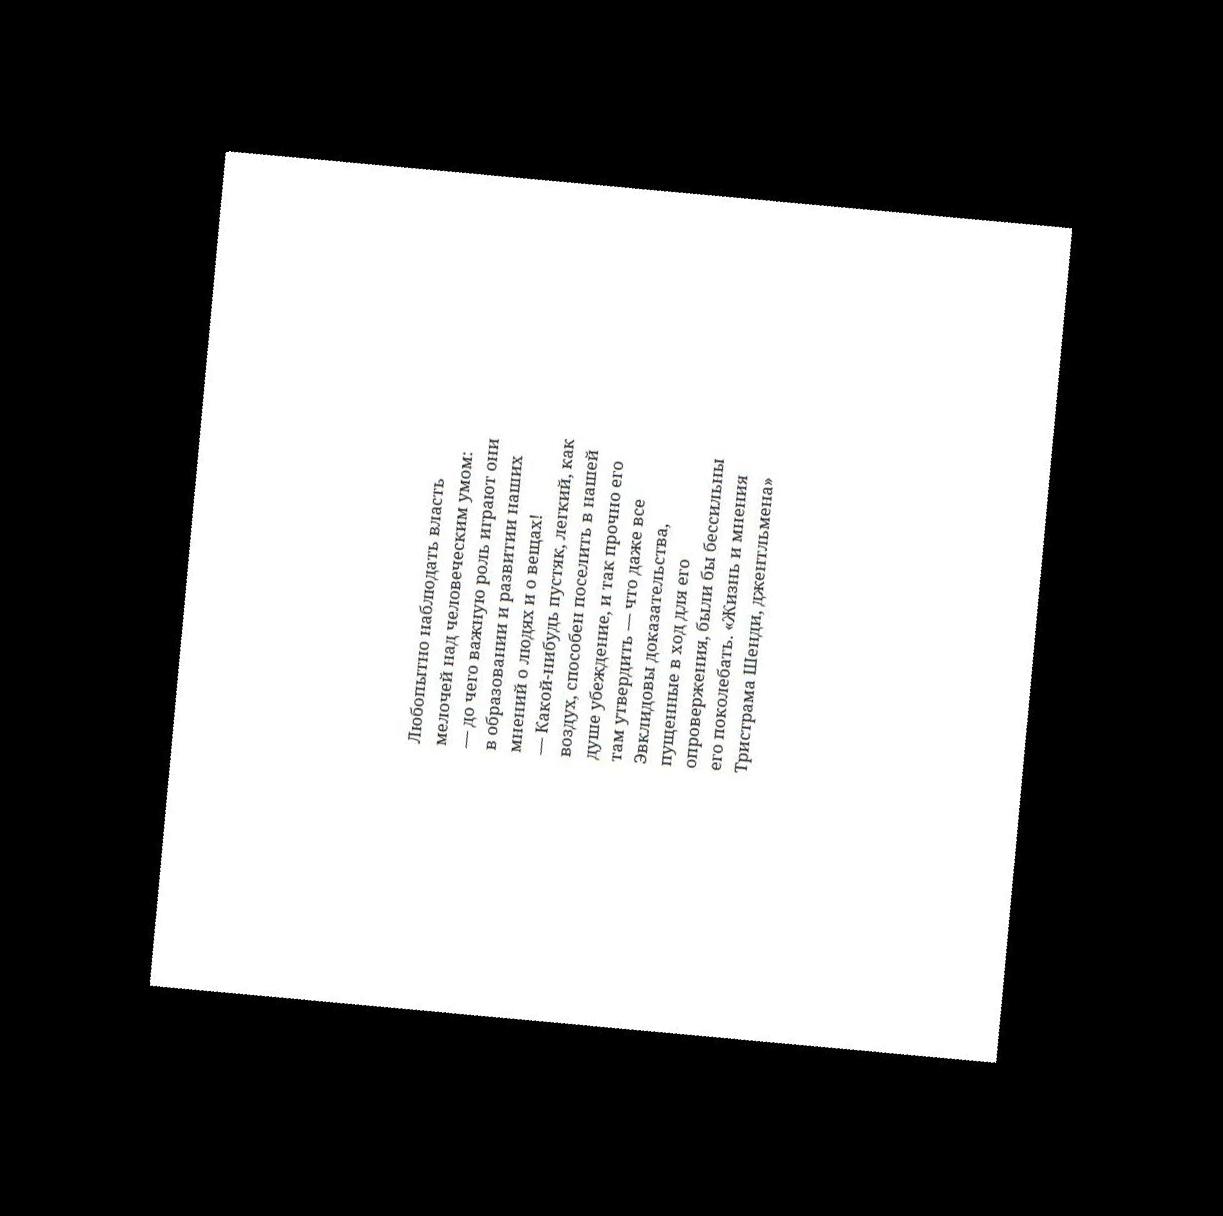 Любопытно наблюдать власть
мелочей над человеческим умом:
— до чего важную роль играют они
в образовании и развитии наших
мнений о людях и о вещах!
— Какой-нибудь пустяк, легкий, как
воздух, способен поселить в нашей
душе убеждение, и так прочно его
там утвердить — что даже все
Эвклидовы доказательства,
пущенные в ход для его
опровержения, были бы бессильны
его поколебать. «Жизнь и мнения
Тристрама Шенди, джентльмена»